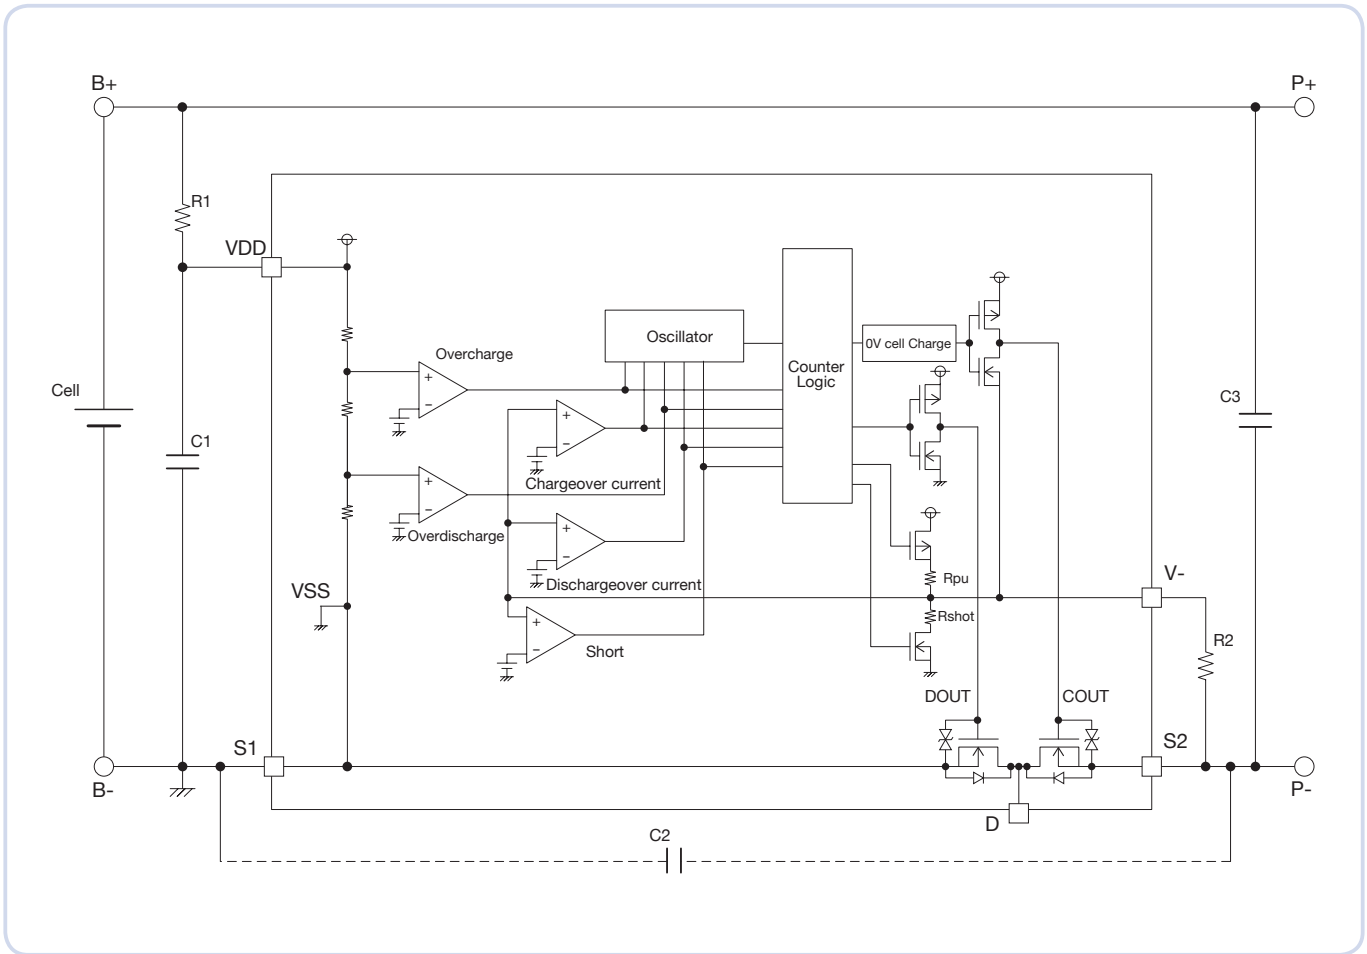 B+
P+
R1
VDD
Oscillator
Overcharge
0V cell Charge
Counter
Logic
Cell
C3
+
−
+
−
C1
Chargeover current
+
−
Overdischarge
+
−
Dischargeover current
V-
Rpu
VSS
Rshot
+
−
Short
R2
DOUT
COUT
S1
S2
B-
P-
D
C2